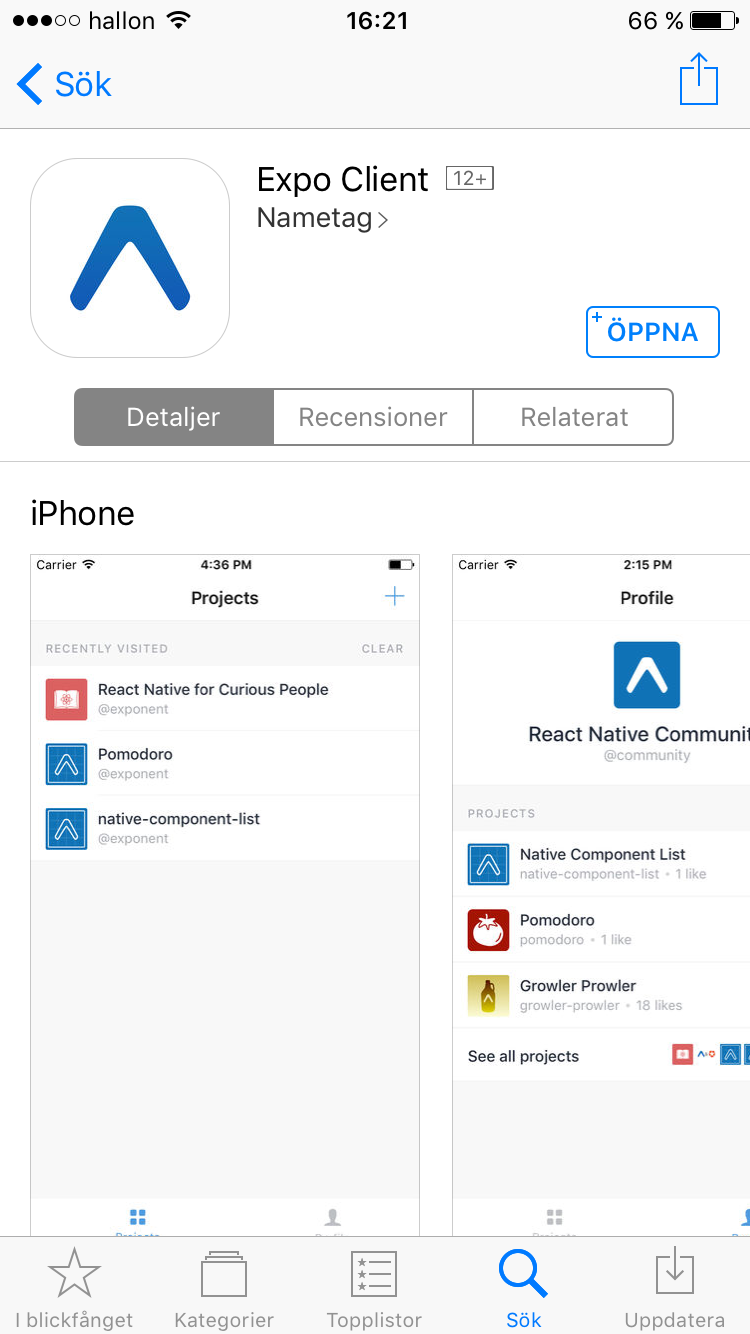 hallon 16:21 66 %
Sök
Expo Client 12+
Nametag
+ ÖPPNA
Detaljer Recensioner Relaterat
iPhone
Carrier 4:36 PM
Projects
RECENTLY VISITED CLEAR
React Native for Curious People
@exponent
Pomodoro
@exponent
native-component-list
@exponent
Carrier 2:15 PM
Profile
React Native Communit
@community
PROJECTS
Native Component List
native-component-list • 1 like
Pomodoro
pomodoro • 1 like
Growler Prowler
growler-prowler • 18 likes
See all projects
I blickfånget Kategorier Topplistor Sök Uppdatera